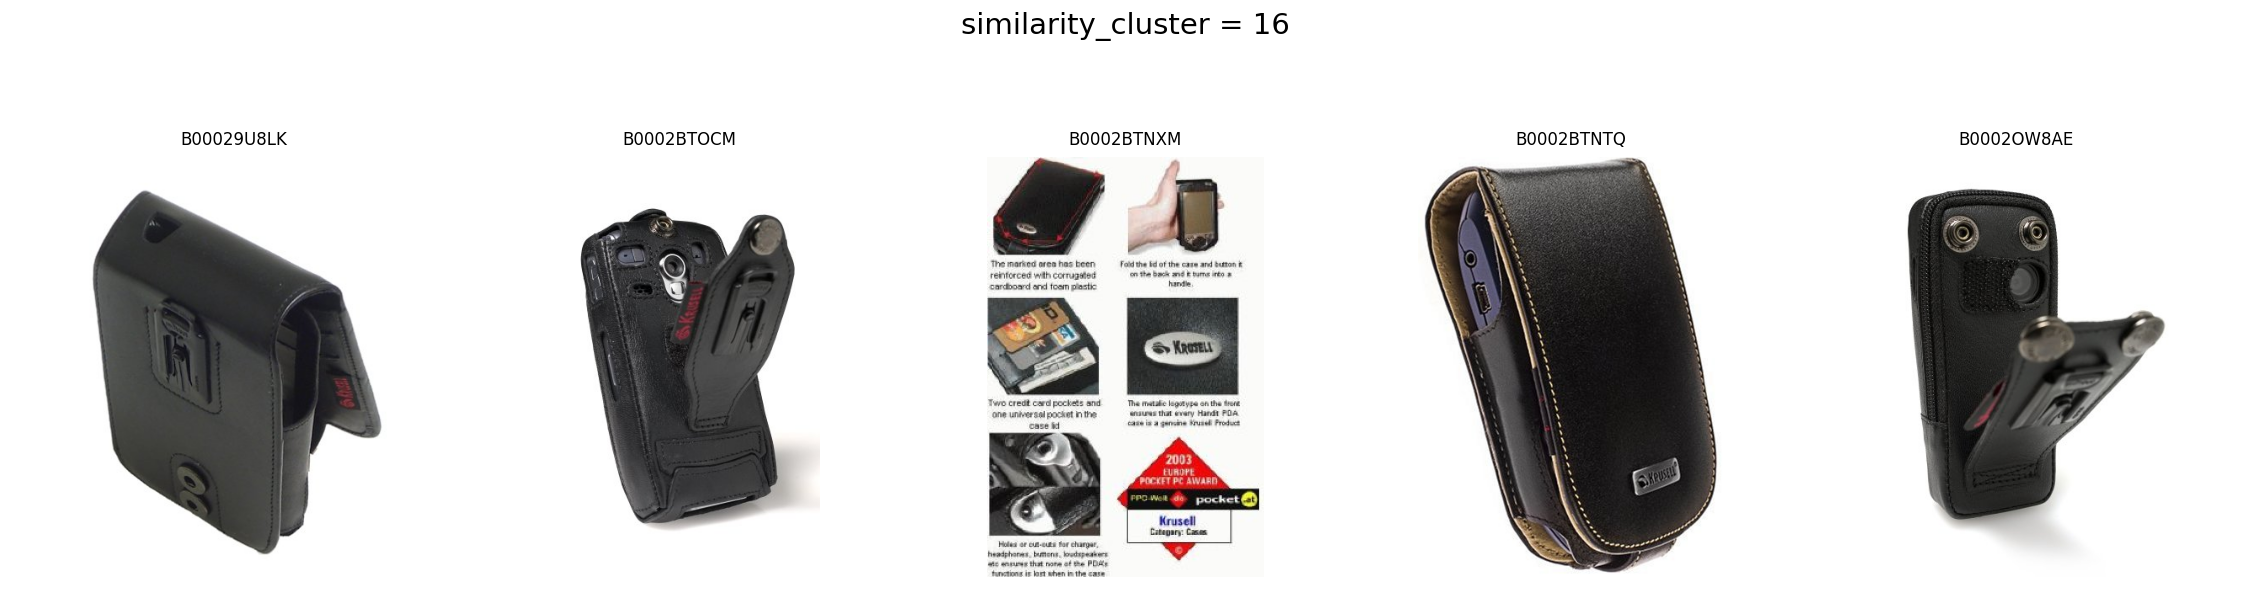 similarity_cluster = 16
B00029U8LK
B0002BTOCM
B0002BTNXM
B0002BTNTQ
B0002OW8AE
KRUSELL
The marked area has been
reinforced with corrugated
cardboard and foam plastic
Fold the lid of the case and button it
on the back and it turns into a
handle.
KRUSELL
Two credit card pockets and
one universal pocket in the
case lid
The metalic logotype on the front
ensures that every Handit PDA
case is a genuine Krusell Product
2003
EUROPE
POCKET PC AWARD
PPC-Welt .de pocket .at
Krusell
Category: Cases
©
Holes or cut-outs for charger,
headphones, buttons, loudspeakers
etc ensures that none of the PDA's
functions is lost when in the case
KRUSELL